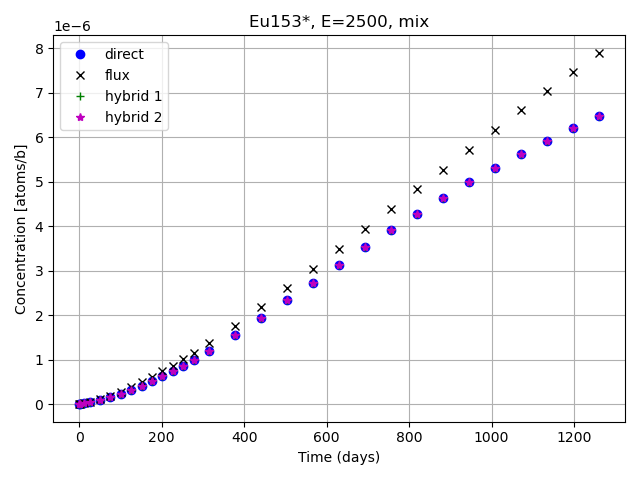 Eu153*, E=2500, mix
1e−6
direct
flux
hybrid 1
hybrid 2
8
7
6
5
4
3
2
1
0
Concentration [atoms/b]
0 200 400 600 800 1000 1200
Time (days)